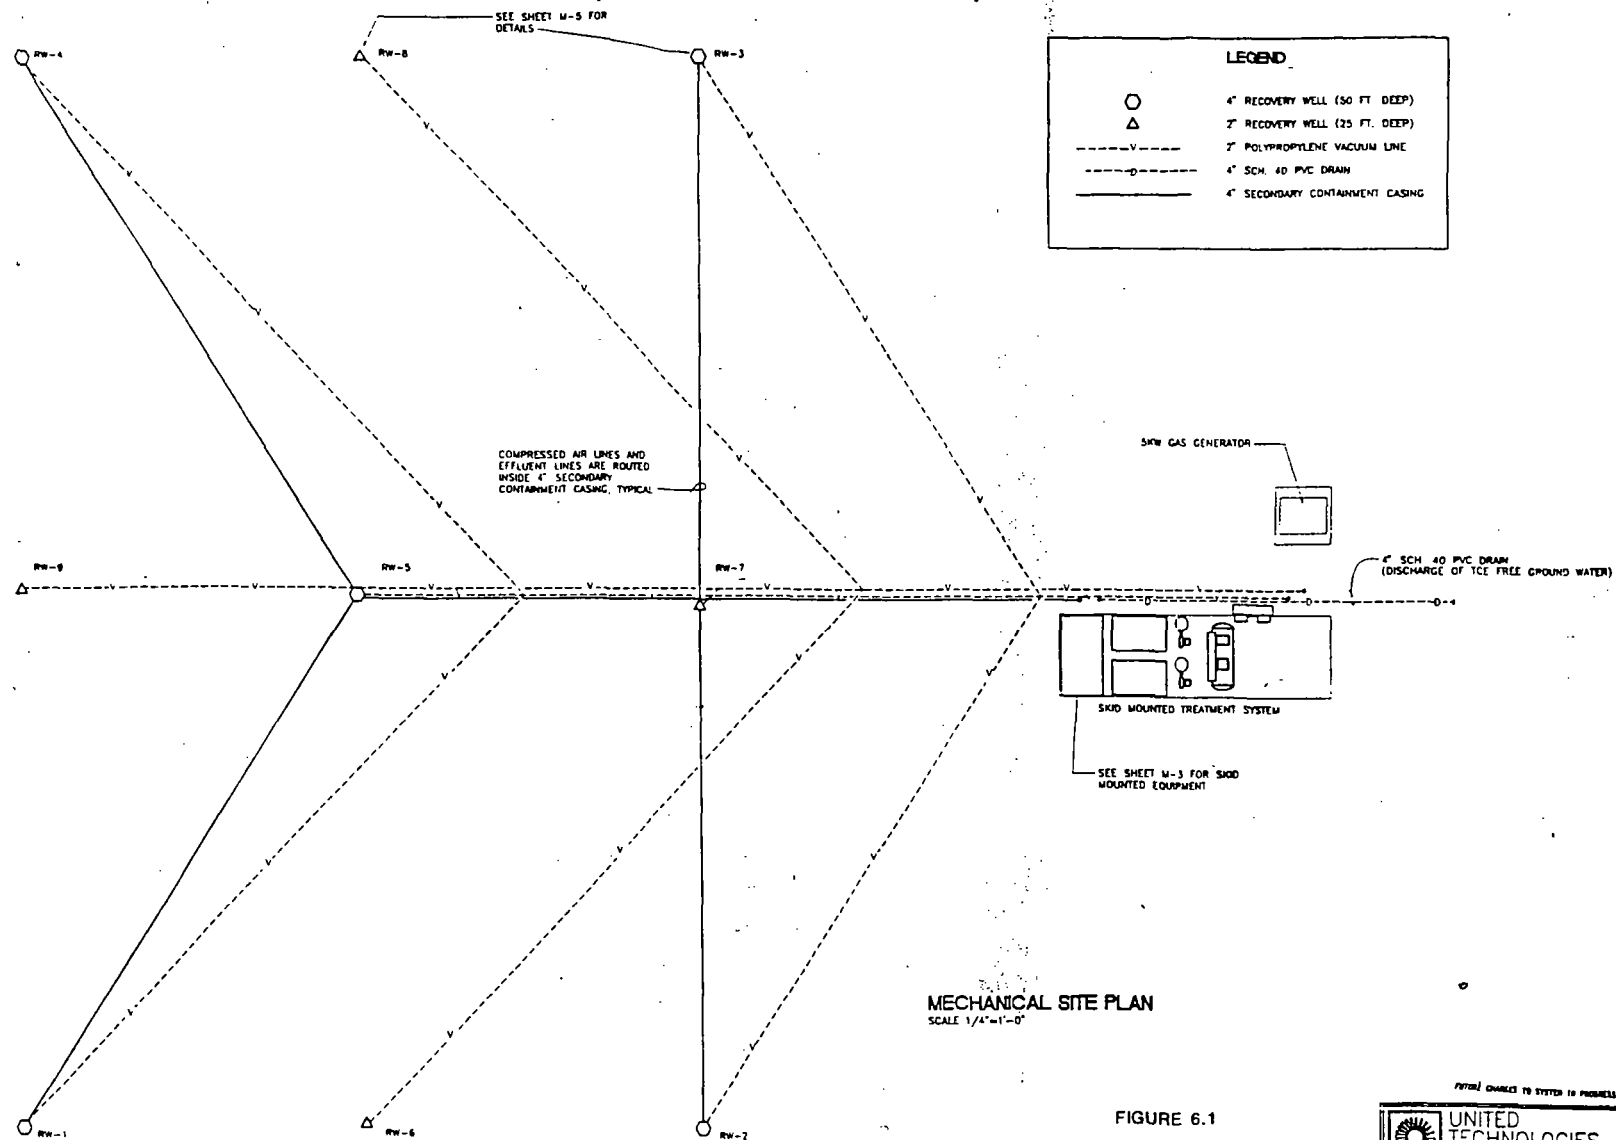 SEE SHEET M-5 FOR
DETAILS
RW-4
RW-8
RW-3
LEGEND
4" RECOVERY WELL (50 FT. DEEP)
2" RECOVERY WELL (25 FT. DEEP)
V
2" POLYPROPYLENE VACUUM LINE
D
4" SCH. 40 PVC DRAIN
4" SECONDARY CONTAINMENT CASING
5KW GAS GENERATOR
COMPRESSED AIR LINES AND
EFFLUENT LINES ARE ROUTED
INSIDE 4" SECONDARY
CONTAINMENT CASING, TYPICAL
RW-9
RW-5
RW-7
4" SCH. 40 PVC DRAIN
(DISCHARGE OF TCE FREE GROUND WATER)
SKID MOUNTED TREATMENT SYSTEM
SEE SHEET M-3 FOR SKID
MOUNTED EQUIPMENT
MECHANICAL SITE PLAN
SCALE 1/4"=1'-0"
CHANGES TO SYSTEM IN PROGRESS
FIGURE 6.1
UNITED
TECHNOLOGIES
RW-1
RW-6
RW-2